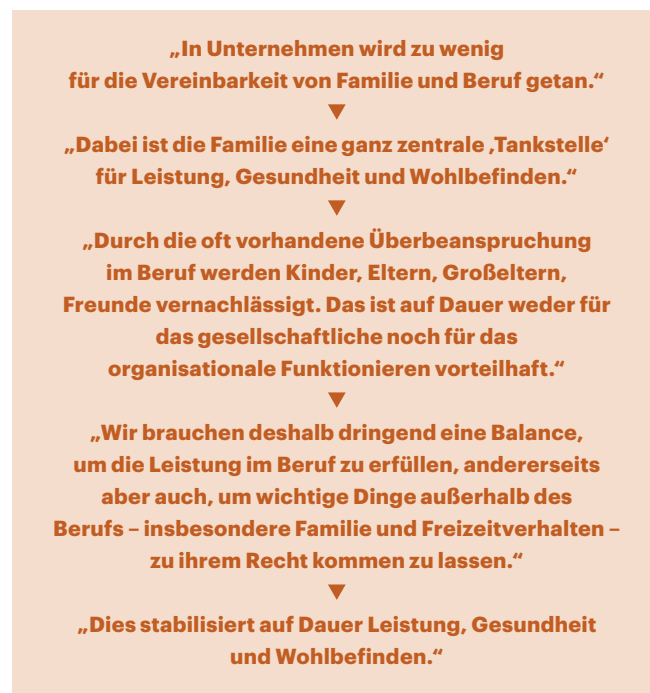 „In Unternehmen wird zu wenig
für die Vereinbarkeit von Familie und Beruf getan.“
„Dabei ist die Familie eine ganz zentrale ‚Tankstelle‘
für Leistung, Gesundheit und Wohlbefinden.“
„Durch die oft vorhandene Überbeanspruchung
im Beruf werden Kinder, Eltern, Großeltern,
Freunde vernachlässigt. Das ist auf Dauer weder für
das gesellschaftliche noch für das
organisationale Funktionieren vorteilhaft.“
„Wir brauchen deshalb dringend eine Balance,
um die Leistung im Beruf zu erfüllen, andererseits
aber auch, um wichtige Dinge außerhalb des
Berufs – insbesondere Familie und Freizeitverhalten –
zu ihrem Recht kommen zu lassen.“
„Dies stabilisiert auf Dauer Leistung, Gesundheit
und Wohlbefinden.“